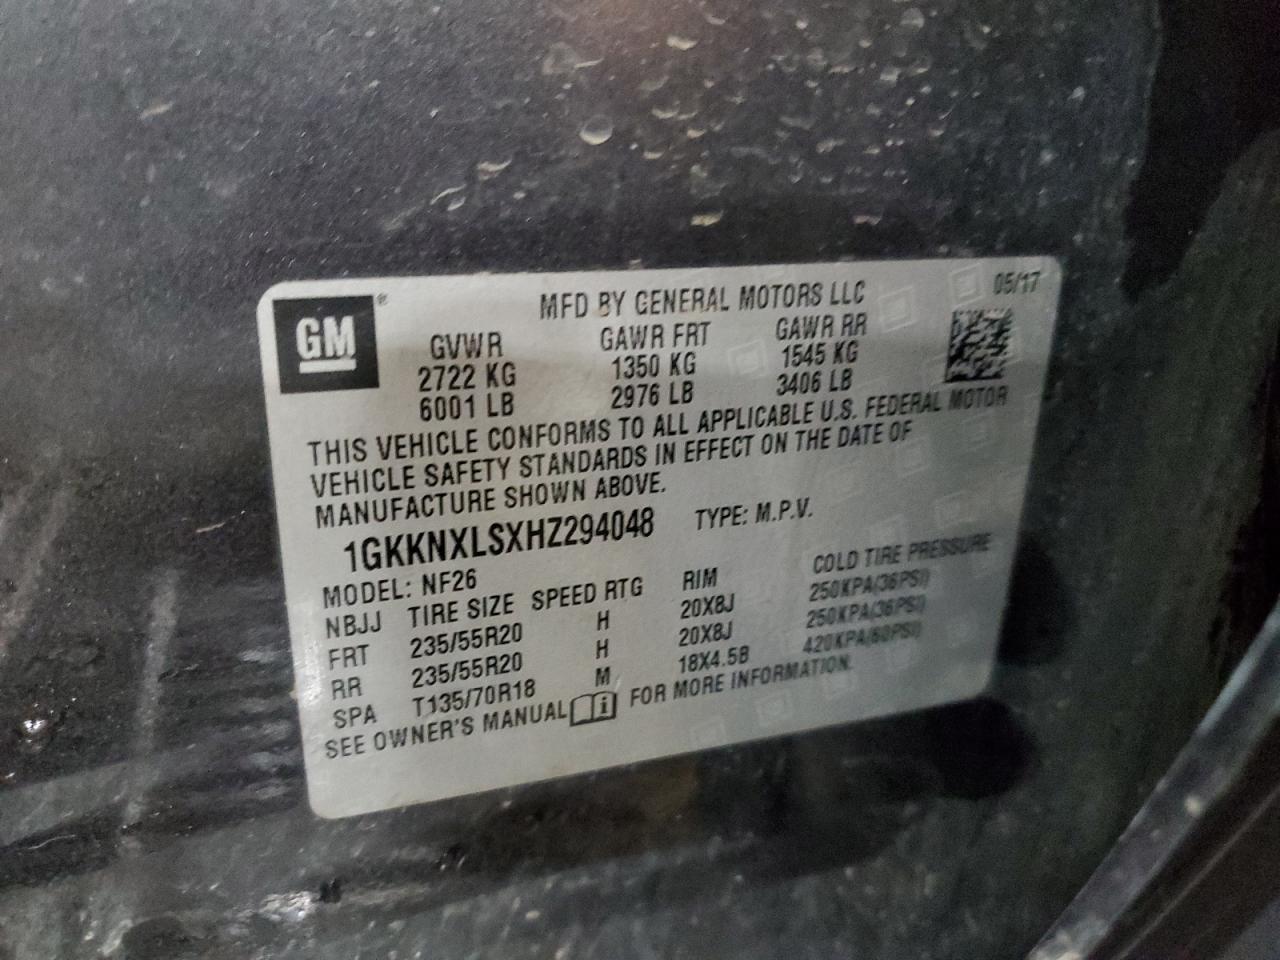 GM ®
MFD BY GENERAL MOTORS LLC 05/17
GVWR GAWR FRT GAWR RR
2722 KG 1350 KG 1545 KG
6001 LB 2976 LB 3406 LB
THIS VEHICLE CONFORMS TO ALL APPLICABLE U.S. FEDERAL MOTOR
VEHICLE SAFETY STANDARDS IN EFFECT ON THE DATE OF
MANUFACTURE SHOWN ABOVE.
1GKKNXLSXHZ294048 TYPE: M.P.V.
MODEL: NF26
NBJJ TIRE SIZE SPEED RTG RIM COLD TIRE PRESSURE
FRT 235/55R20 H 20X8J 250KPA(36PSI)
RR 235/55R20 H 20X8J 250KPA(36PSI)
SPA T135/70R18 M 18X4.5B 420KPA(60PSI)
SEE OWNER'S MANUAL FOR MORE INFORMATION.